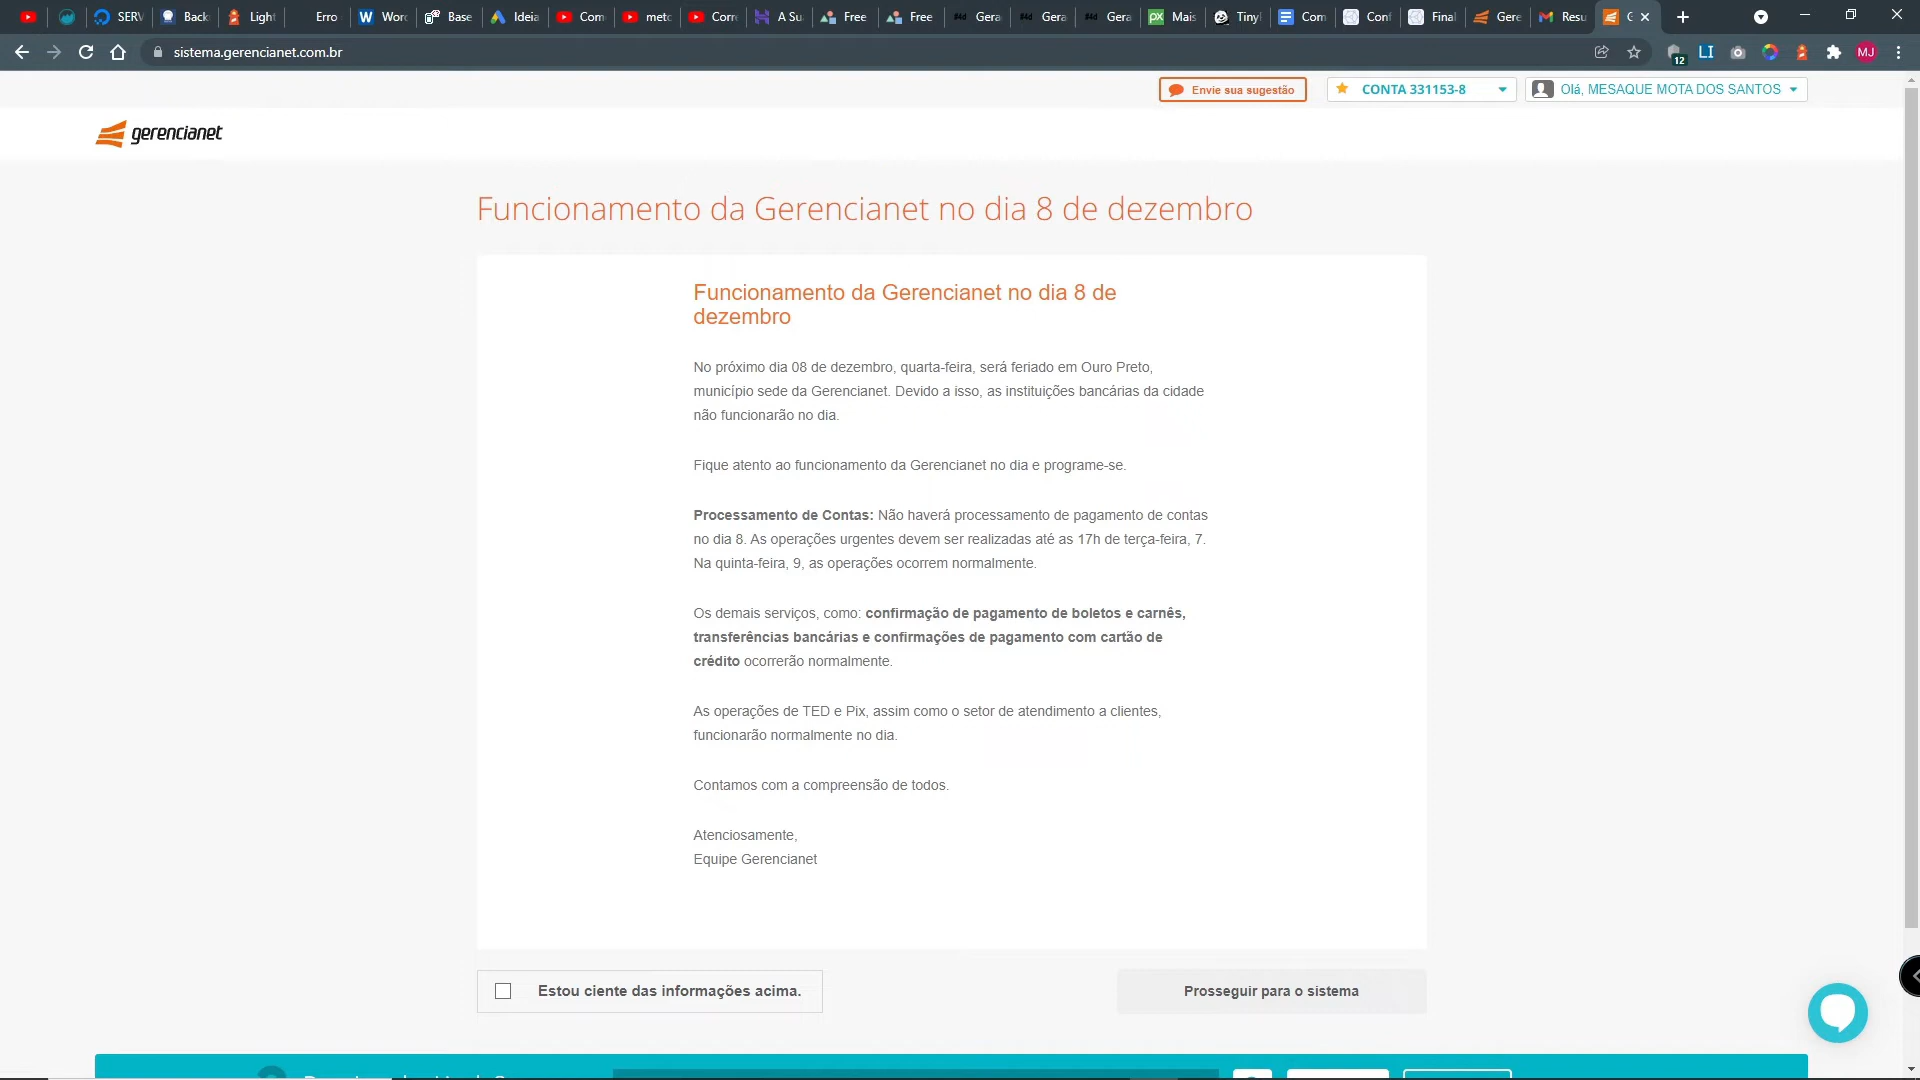 SERV
Back
Light
Erro
Word
Base
Ideia
Com
meto
Corre
A Su
Free
Free
Gera
Gera
Gera
Mais
Tiny
Com
Conf
Final
Gere
Resu
G
sistema.gerencianet.com.br
12
LI
MJ
Envie sua sugestão
CONTA 331153-8
Olá, MESAQUE MOTA DOS SANTOS
gerencianet
Funcionamento da Gerencianet no dia 8 de dezembro
Funcionamento da Gerencianet no dia 8 de
dezembro
No próximo dia 08 de dezembro, quarta-feira, será feriado em Ouro Preto,
município sede da Gerencianet. Devido a isso, as instituições bancárias da cidade
não funcionarão no dia.
Fique atento ao funcionamento da Gerencianet no dia e programe-se.
Processamento de Contas: Não haverá processamento de pagamento de contas
no dia 8. As operações urgentes devem ser realizadas até as 17h de terça-feira, 7.
Na quinta-feira, 9, as operações ocorrem normalmente.
Os demais serviços, como: confirmação de pagamento de boletos e carnês,
transferências bancárias e confirmações de pagamento com cartão de
crédito ocorrerão normalmente.
As operações de TED e Pix, assim como o setor de atendimento a clientes,
funcionarão normalmente no dia.
Contamos com a compreensão de todos.
Atenciosamente,
Equipe Gerencianet
Estou ciente das informações acima.
Prosseguir para o sistema